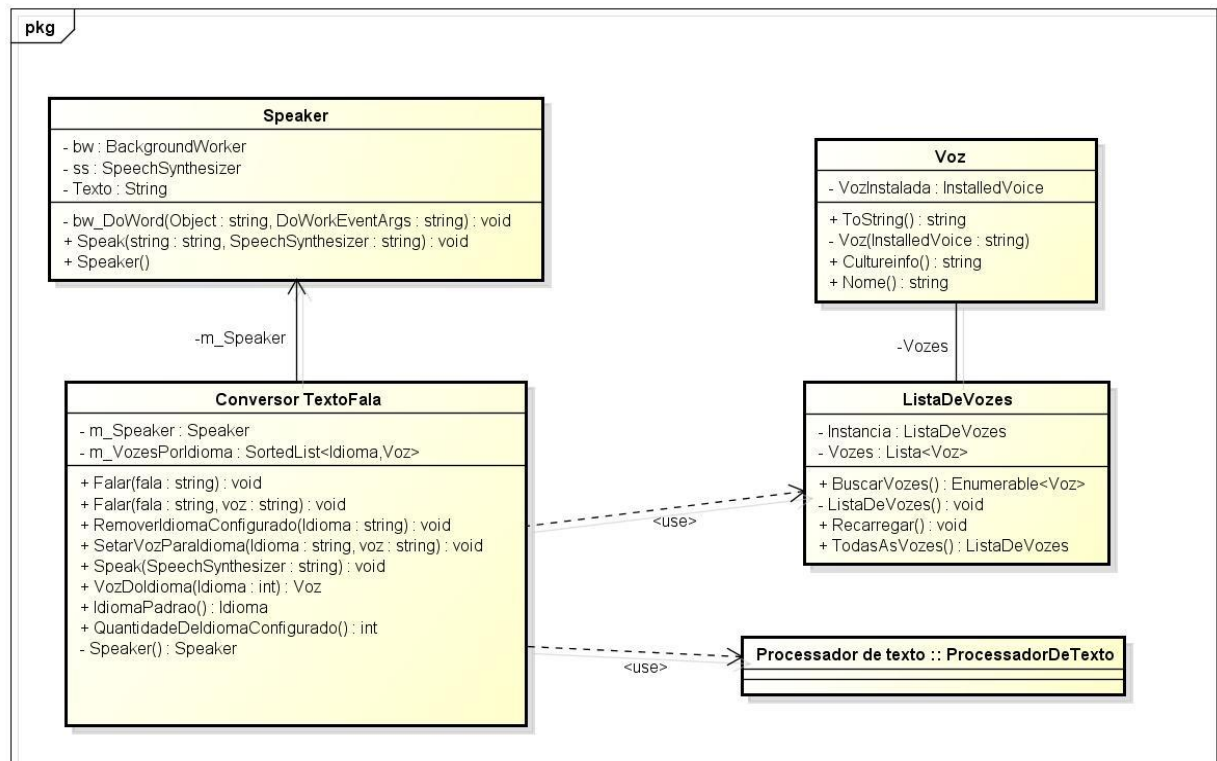 pkg
Speaker
- bw : BackgroundWorker
- ss : SpeechSynthesizer
- Texto : String
- bw_DoWord(Object : string, DoWorkEventArgs : string) : void
+ Speak(string : string, SpeechSynthesizer : string) : void
+ Speaker()
Voz
- VozInstalada : InstalledVoice
+ ToString() : string
- Voz(InstalledVoice : string)
+ Cultureinfo() : string
+ Nome() : string
-m_Speaker
-Vozes
Conversor TextoFala
- m_Speaker : Speaker
- m_VozesPorIdioma : SortedList<Idioma,Voz>
+ Falar(fala : string) : void
+ Falar(fala : string, voz : string) : void
+ RemoverIdiomaConfigurado(Idioma : string) : void
+ SetarVozParaIdioma(Idioma : string, voz : string) : void
+ Speak(SpeechSynthesizer : string) : void
+ VozDoIdioma(Idioma : int) : Voz
+ IdiomaPadrao() : Idioma
+ QuantidadeDeIdiomaConfigurado() : int
- Speaker() : Speaker
ListaDeVozes
- Instancia : ListaDeVozes
- Vozes : Lista<Voz>
+ BuscarVozes() : Enumerable<Voz>
- ListaDeVozes() : void
+ Recarregar() : void
+ TodasAsVozes() : ListaDeVozes
<use>
<use>
Processador de texto :: ProcessadorDeTexto